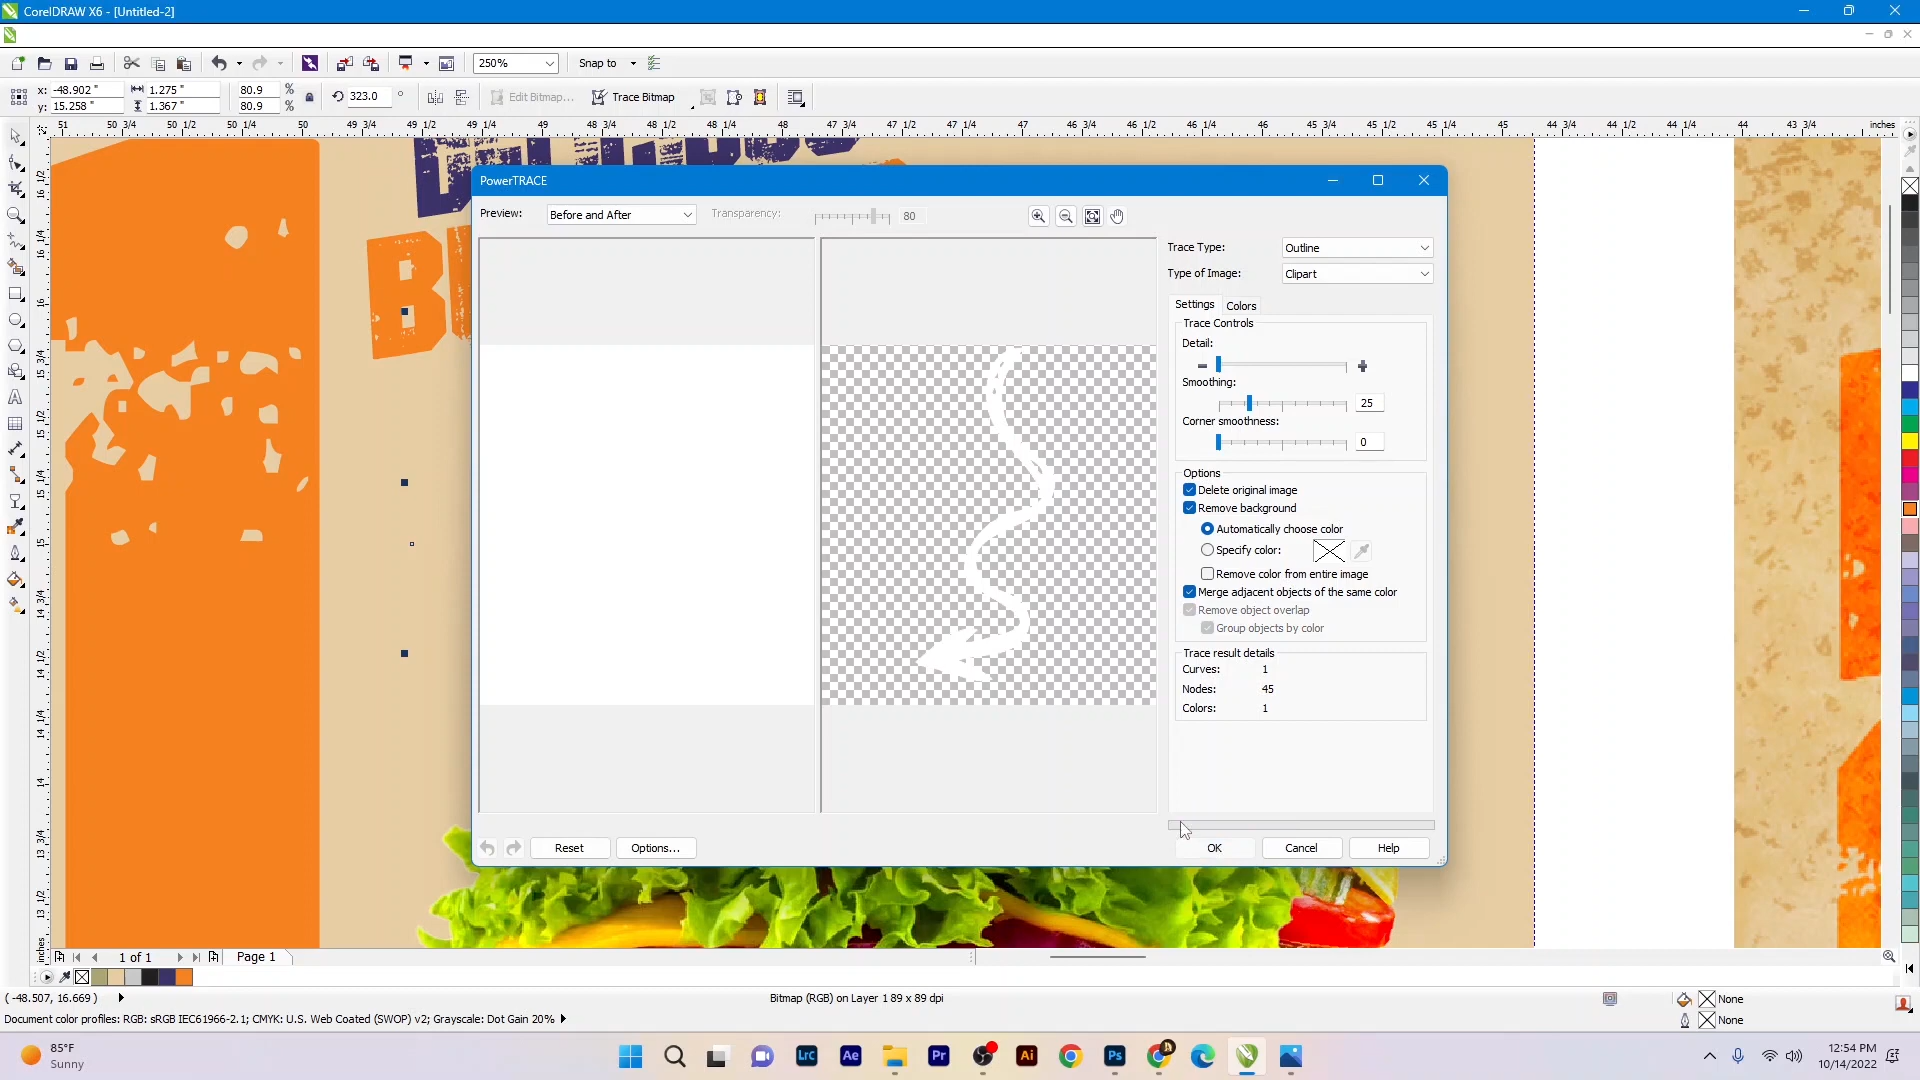 CorelDRAW X6 - [Untitled-2]
250%
Snap to
x: -48.902 "
y: 15.258 "
1.275 "
1.367 "
80.9 %
80.9 %
323.0 °
Edit Bitmap...
Trace Bitmap
51 50 3/4 50 1/2 50 1/4 50 49 3/4 49 1/2 49 1/4 49 48 3/4 48 1/2 48 1/4 48 47 3/4 47 1/2 47 1/4 47 46 3/4 46 1/2 46 1/4 46 45 3/4 45 1/2 45 1/4 45 44 3/4 44 1/2 44 1/4 44 43 3/4 inches
PowerTRACE
Preview:
Before and After
Transparency:
80
Trace Type:
Outline
Type of Image:
Clipart
Settings
Colors
Trace Controls
Detail:
Smoothing:
25
Corner smoothness:
0
Options
Delete original image
Remove background
Automatically choose color
Specify color:
Remove color from entire image
Merge adjacent objects of the same color
Remove object overlap
Group objects by color
Trace result details
Curves: 1
Nodes: 45
Colors: 1
Reset
Options...
OK
Cancel
Help
1 of 1
Page 1
( -48.507, 16.669 )
Bitmap (RGB) on Layer 1 89 x 89 dpi
None
Document color profiles: RGB: sRGB IEC61966-2.1; CMYK: U.S. Web Coated (SWOP) v2; Grayscale: Dot Gain 20%
None
85°F
Sunny
Lrc
Ae
Pr
Ai
Ps
12:54 PM
10/14/2022